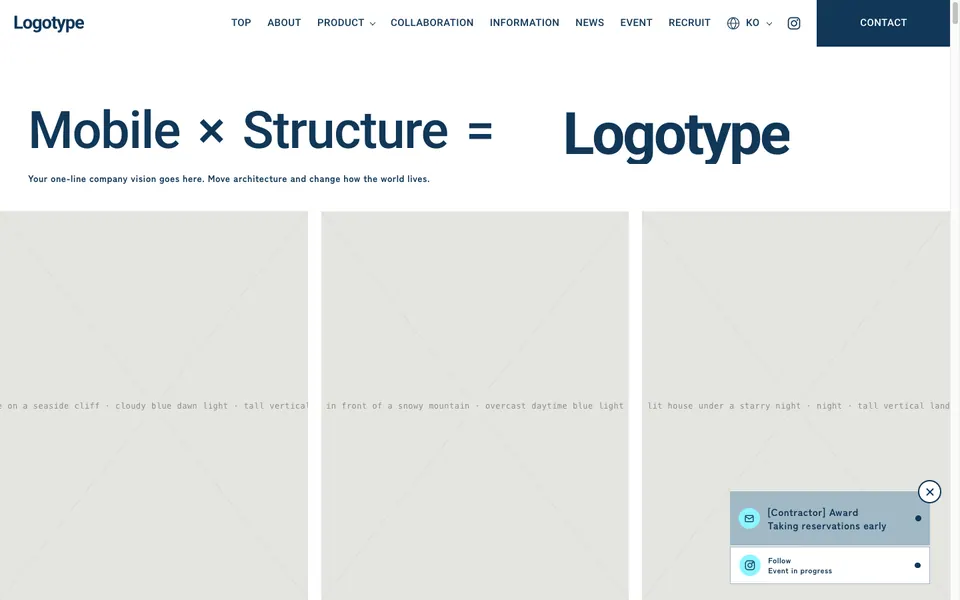 Logotype
TOP ABOUT PRODUCT COLLABORATION INFORMATION NEWS EVENT RECRUIT KO CONTACT
Mobile × Structure = Logotype
Your one-line company vision goes here. Move architecture and change how the world lives.
on a seaside cliff · cloudy blue dawn light · tall vertical
in front of a snowy mountain · overcast daytime blue light
lit house under a starry night · night · tall vertical land
[Contractor] Award
Taking reservations early
Follow
Event in progress